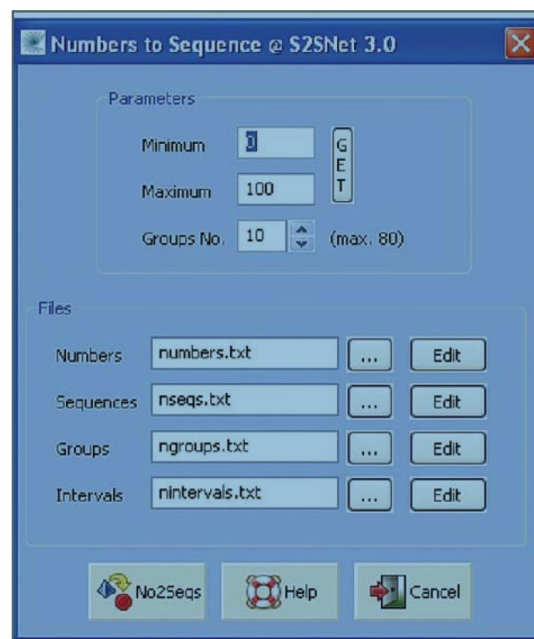 Numbers to Sequence @ S2SNet 3.0
Parameters
Minimum 0
GET
Maximum 100
Groups No. 10 (max. 80)
Files
Numbers numbers.txt ... Edit
Sequences nseqs.txt ... Edit
Groups ngroups.txt ... Edit
Intervals nintervals.txt ... Edit
No2Seqs Help Cancel